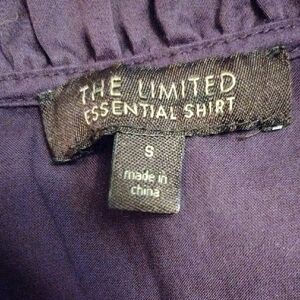 THE LIMITED
ESSENTIAL SHIRT
S
made in
china